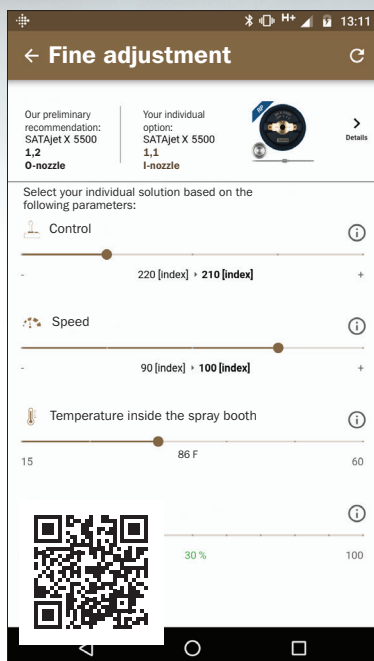 H+ 13:11
Fine adjustment
Our preliminary
recommendation:
SATAjet X 5500
1,2
O-nozzle
Your individual
option:
SATAjet X 5500
1,1
I-nozzle
RP
Details
Select your individual solution based on the
following parameters:
Control
- 220 [index] ‣ 210 [index] +
Speed
- 90 [index] ‣ 100 [index] +
Temperature inside the spray booth
15 86 F 60
30 % 100